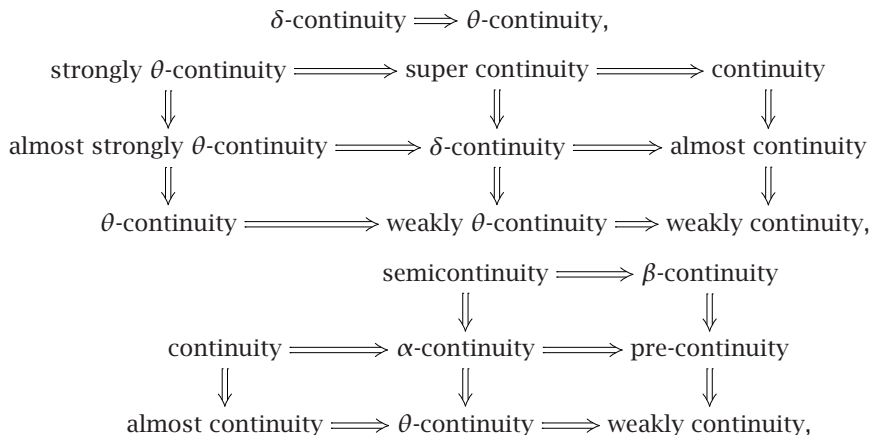 δ-continuity ⟹ θ-continuity,
strongly θ-continuity ⟹ super continuity ⟹ continuity
⇓ ⇓ ⇓
almost strongly θ-continuity ⟹ δ-continuity ⟹ almost continuity
⇓ ⇓ ⇓
θ-continuity ⟹ weakly θ-continuity ⟹ weakly continuity,
semicontinuity ⟹ β-continuity
⇓ ⇓
continuity ⟹ α-continuity ⟹ pre-continuity
⇓ ⇓ ⇓
almost continuity ⟹ θ-continuity ⟹ weakly continuity,